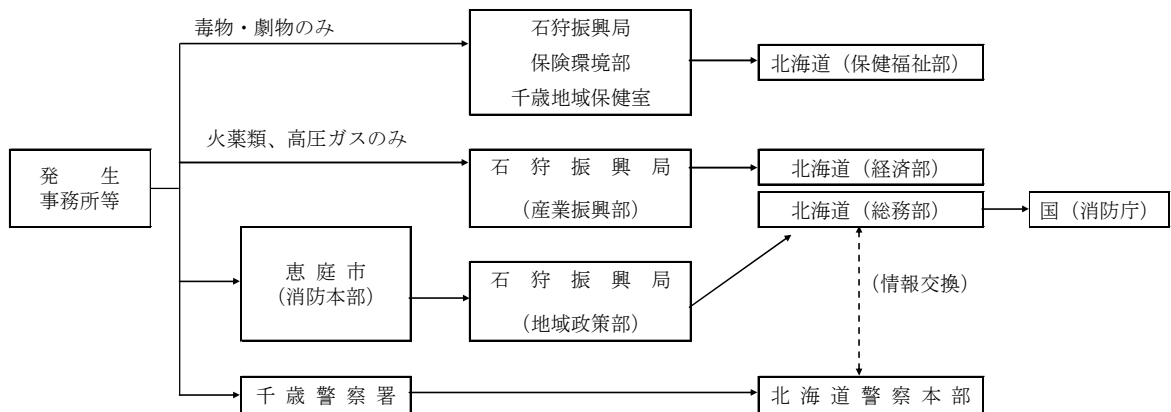 毒物・劇物のみ
石狩振興局
保険環境部
千歳地域保健室
北海道（保健福祉部）
火薬類、高圧ガスのみ
発　生
事務所等
石狩振興局
（産業振興部）
北海道（経済部）
北海道（総務部）
国（消防庁）
恵庭市
（消防本部）
石狩振興局
（地域政策部）
（情報交換）
千歳警察署
北海道警察本部